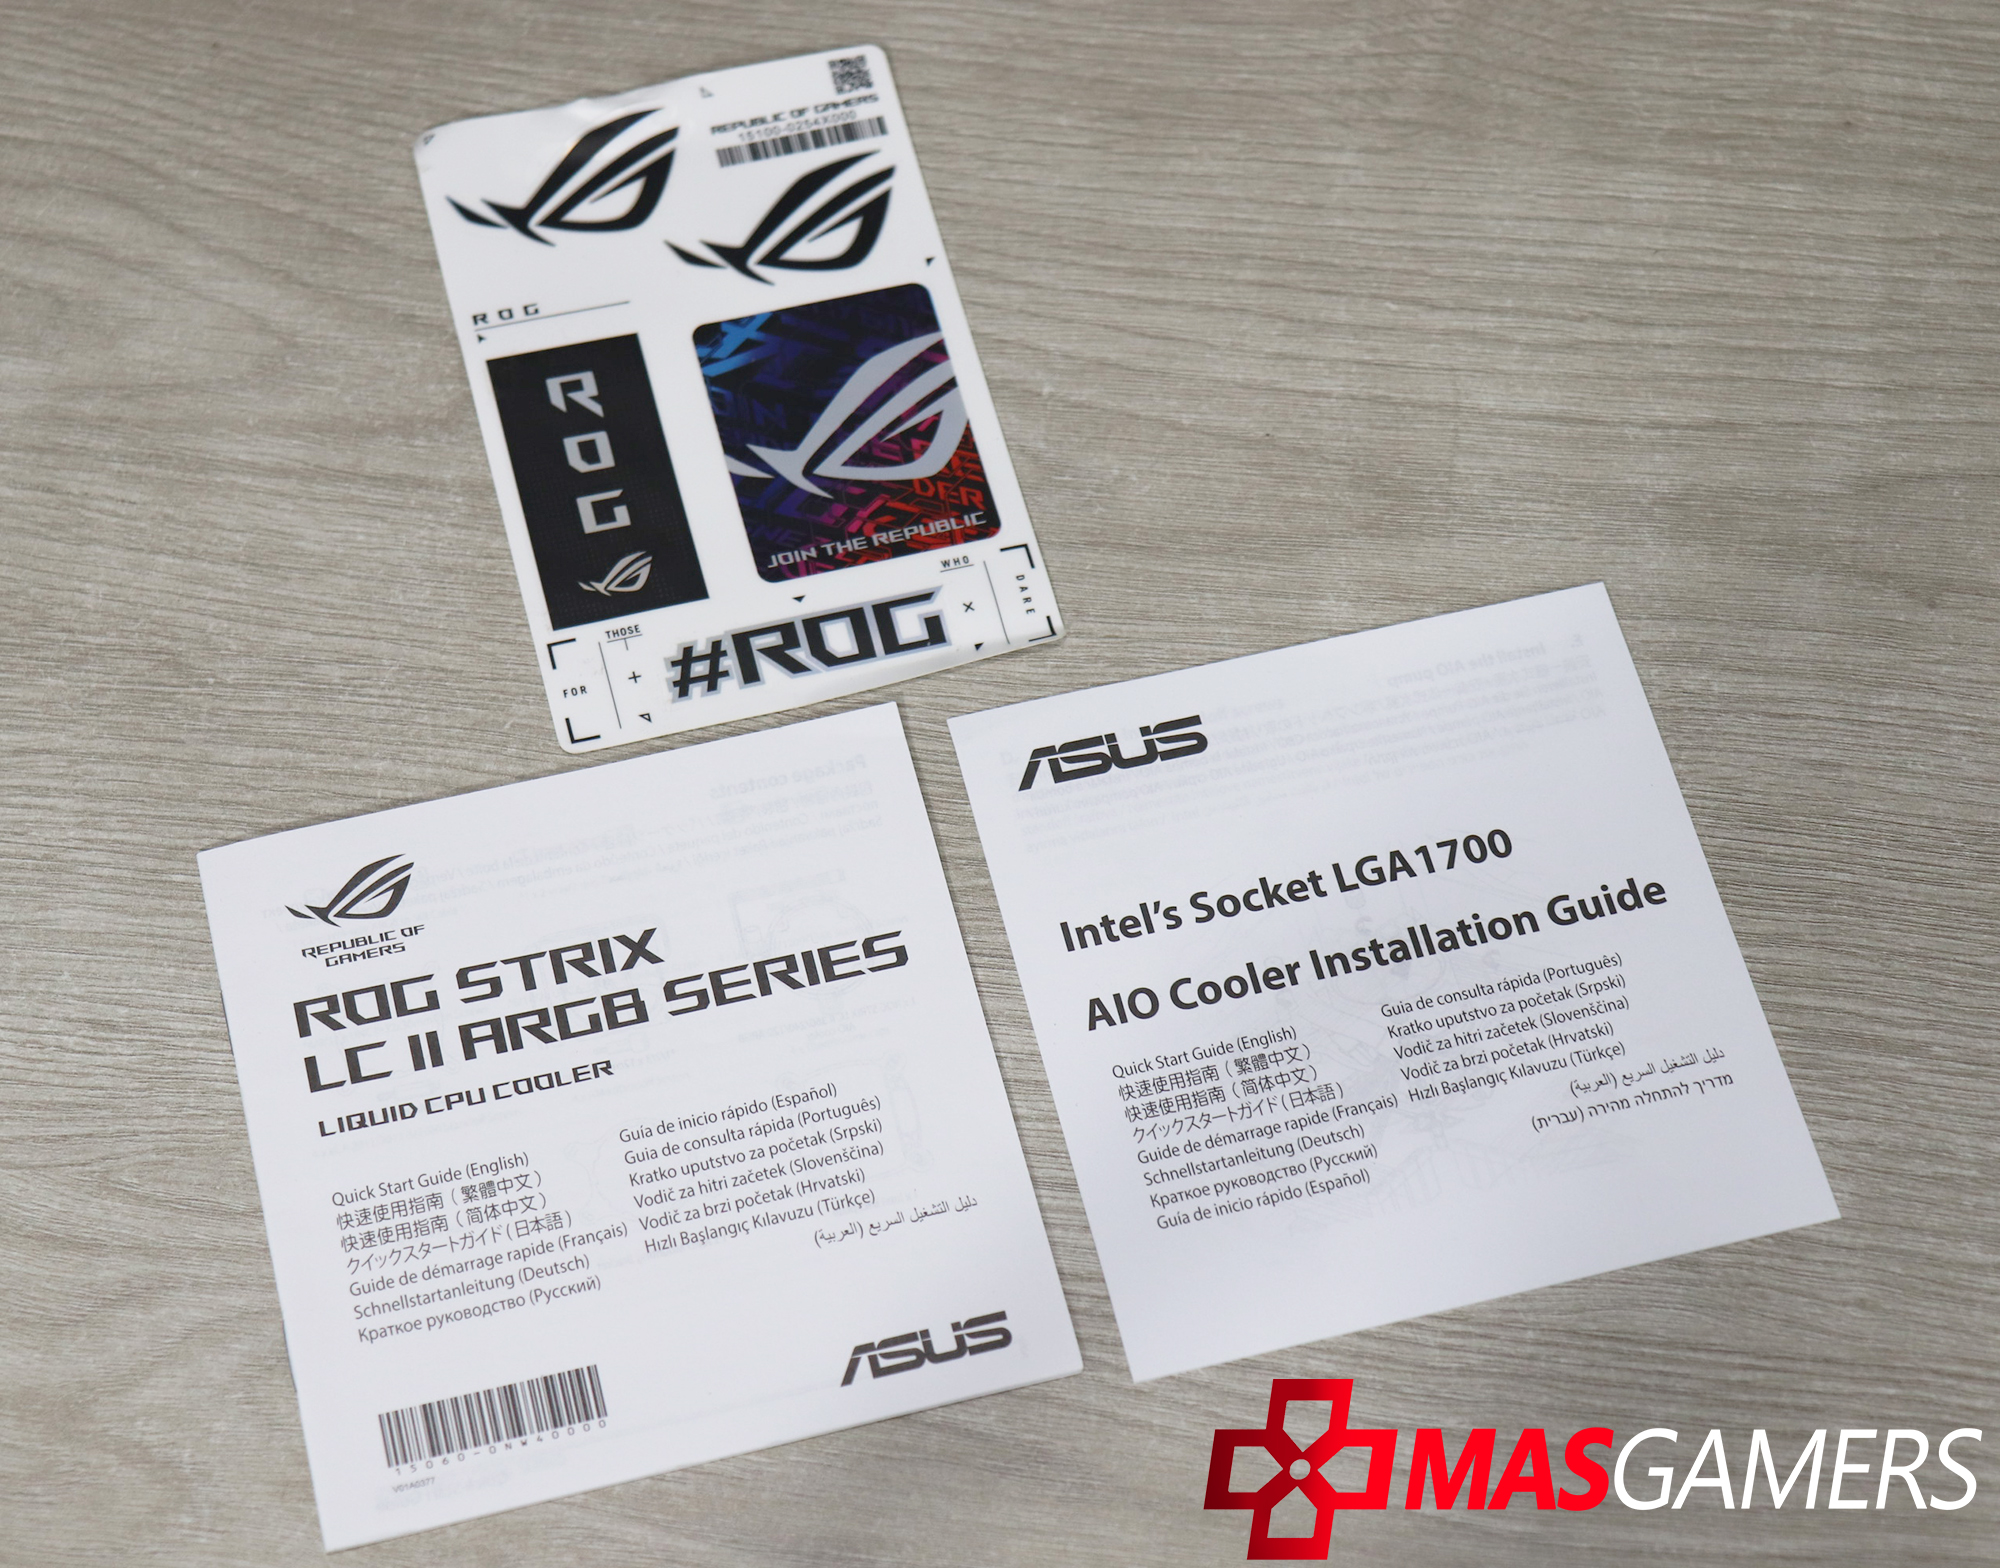 REPUBLIC OF GAMERS
15100-0254X000
ROG
ROG
JOIN THE REPUBLIC
FOR
THOSE
#ROG
WHO
DARE
REPUBLIC OF
GAMERS
ROG STRIX
LC II ARGB SERIES
LIQUID CPU COOLER
Quick Start Guide (English)
快速使用指南（繁體中文）
快速使用指南（简体中文）
クイックスタートガイド（日本語）
Guide de démarrage rapide (Français)
Schnellstartanleitung (Deutsch)
Краткое руководство (Русский)
Guía de inicio rápido (Español)
Guia de consulta rápida (Português)
Kratko uputstvo za početak (Srpski)
Vodič za hitri začetek (Slovenščina)
Vodič za brzi početak (Hrvatski)
Hızlı Başlangıç Kılavuzu (Türkçe)
دليل التشغيل السريع (العربية)
ASUS
15060-0NW40000
V01A0377
ASUS
Intel's Socket LGA1700
AIO Cooler Installation Guide
Quick Start Guide (English)
快速使用指南（繁體中文）
快速使用指南（简体中文）
クイックスタートガイド（日本語）
Guide de démarrage rapide (Français)
Schnellstartanleitung (Deutsch)
Краткое руководство (Русский)
Guía de inicio rápido (Español)
Guia de consulta rápida (Português)
Kratko uputstvo za početak (Srpski)
Vodič za hitri začetek (Slovenščina)
Vodič za brzi početak (Hrvatski)
Hızlı Başlangıç Kılavuzu (Türkçe)
دليل التشغيل السريع (العربية)
מדריך להתחלה מהירה (עברית)
MASGAMERS